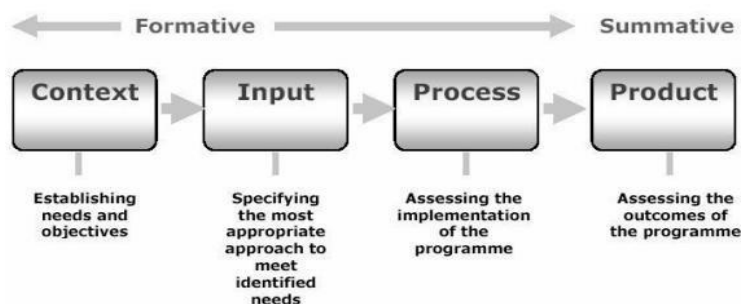 Formative
Summative
Context
Input
Process
Product
Establishing
needs and
objectives
Specifying
the most
appropriate
approach to
meet
identified
needs
Assessing the
implementation
of the
programme
Assessing the
outcomes of
the programme